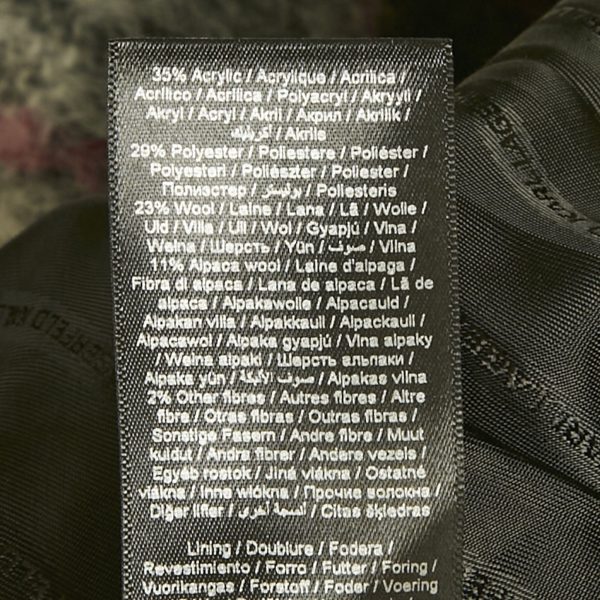 35% Acrylic / Acrylique / Acrilica /
Acrílico / Acrílica / Polyacryl / Akryyli /
Akryl / Acryl / Akril / Акрил / Akrilik /
أكريليك / Akrils
29% Polyester / Poliestere / Poliéster /
Polyesteri / Poliészter / Poliester /
Полиэстер / بوليستر / Poliesteris
23% Wool / Laine / Lana / Lã / Wolle /
Uld / Villa / Ull / Wol / Gyapjú / Vlna /
Wełna / Шерсть / Yün / صوف / Vilna
11% Alpaca wool / Laine d'alpaga /
Fibra di alpaca / Lana de alpaca / Lã de
alpaca / Alpakawolle / Alpacauld /
Alpakan villa / Alpakkaull / Alpackaull /
Alpacawol / Alpaka gyapjú / Vlna alpaky
/ Wełna alpaki / Шерсть альпаки /
Alpaka yün / صوف الألبكة / Alpakas vilna
2% Other fibres / Autres fibres / Altre
fibre / Otras fibras / Outras fibras /
Sonstige Fasern / Andre fibre / Muut
kuidut / Andre fibrer / Andere vezels /
Egyéb rostok / Jiná vlákna / Ostatné
vlákna / Inne włókna / Прочие волокна /
Diğer lifler / أنسجة أخرى / Citas šķiedras
Lining / Doublure / Fodera /
Revestimiento / Forro / Futter / Foring /
Vuorikangas / Forstoff / Foder / Voering
KARL LAGE